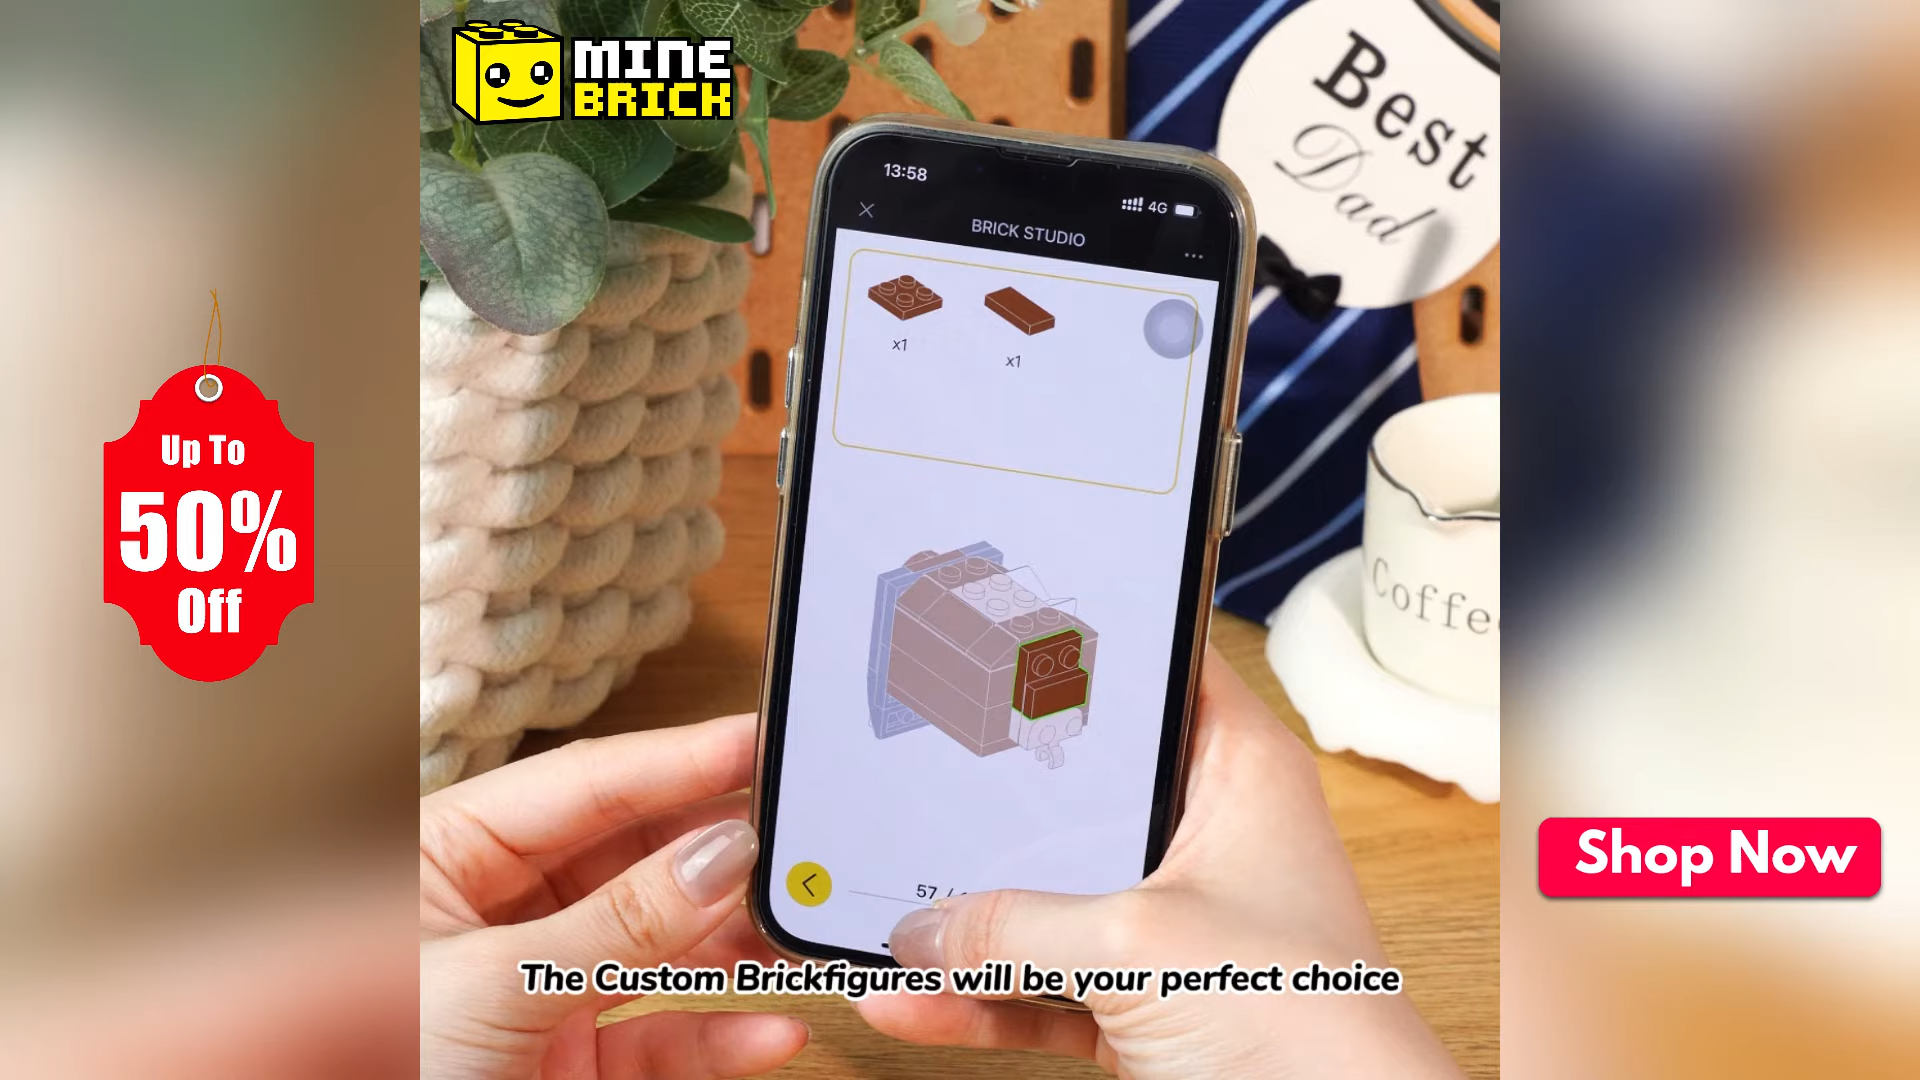 MINE
BRICK
Best
Dad
13:58
4G
BRICK STUDIO
x1
x1
Up To
50%
Off
Coffe
Shop Now
57 /
The Custom Brickfigures will be your perfect choice